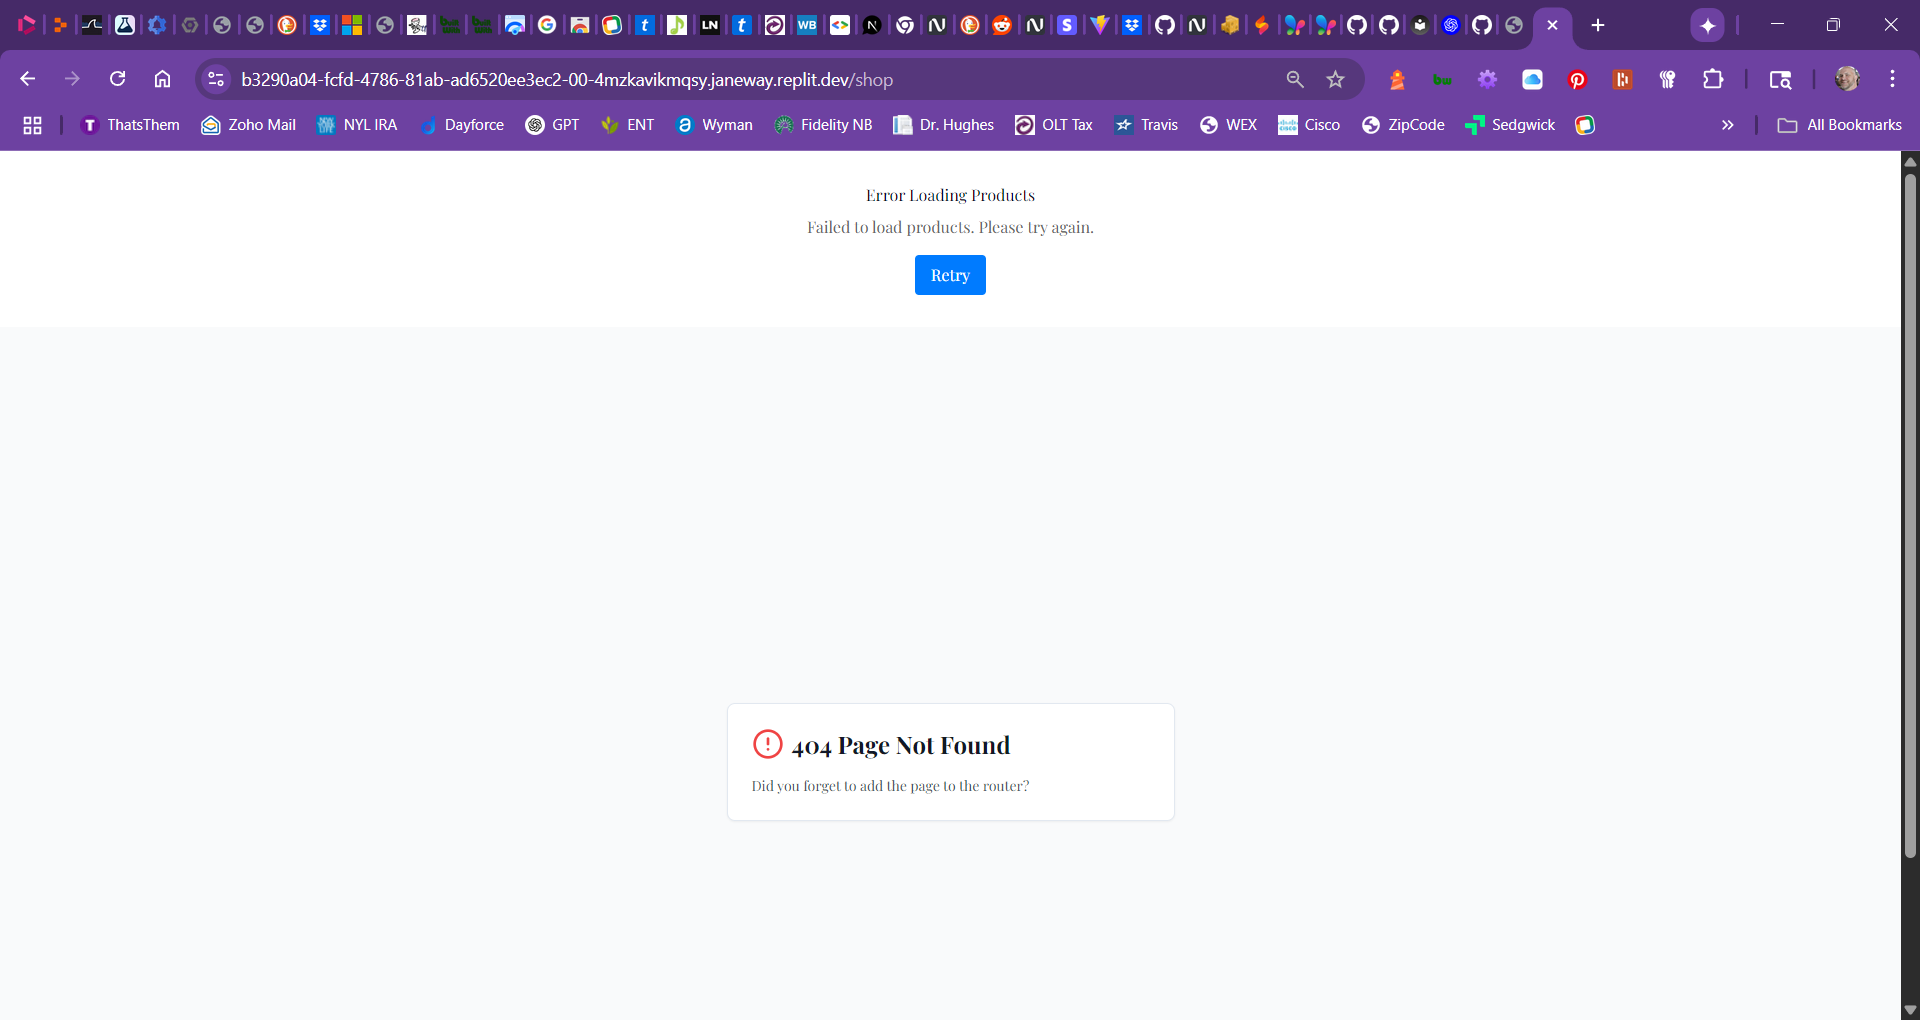 b3290a04-fcfd-4786-81ab-ad6520ee3ec2-00-4mzkavikmqsy.janeway.replit.dev/shop
ThatsThem Zoho Mail NYL IRA Dayforce GPT ENT Wyman Fidelity NB Dr. Hughes OLT Tax Travis WEX Cisco ZipCode Sedgwick All Bookmarks
Error Loading Products
Failed to load products. Please try again.
Retry
404 Page Not Found
Did you forget to add the page to the router?